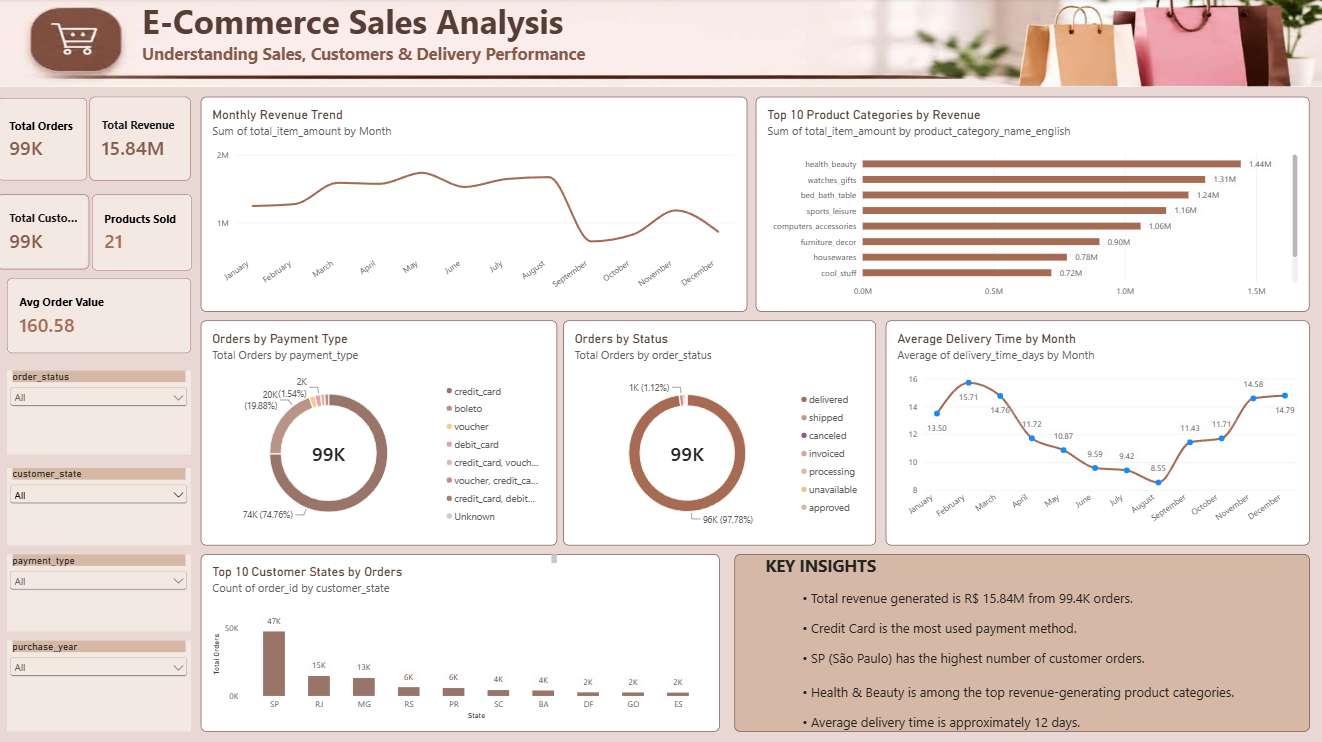 E-Commerce Sales Analysis
Understanding Sales, Customers & Delivery Performance
Total Orders
99K
Total Revenue
15.84M
Total Custo...
99K
Products Sold
21
Avg Order Value
160.58
order_status
All
customer_state
All
payment_type
All
purchase_year
All
Monthly Revenue Trend
Sum of total_item_amount by Month
2M
1M
January
February
March
April
May
June
July
August
September
October
November
December
Top 10 Product Categories by Revenue
Sum of total_item_amount by product_category_name_english
health_beauty
1.44M
watches_gifts
1.31M
bed_bath_table
1.24M
sports_leisure
1.16M
computers_accessories
1.06M
furniture_decor
0.90M
housewares
0.78M
cool_stuff
0.72M
0.0M
0.5M
1.0M
1.5M
Orders by Payment Type
Total Orders by payment_type
2K
(1.54%)
20K
(19.88%)
99K
74K (74.76%)
credit_card
boleto
voucher
debit_card
credit_card, vouch...
voucher, credit_ca...
credit_card, debit...
Unknown
Orders by Status
Total Orders by order_status
1K (1.12%)
99K
96K (97.78%)
delivered
shipped
canceled
invoiced
processing
unavailable
approved
Average Delivery Time by Month
Average of delivery_time_days by Month
16
14
12
10
8
13.50
15.71
14.76
11.72
10.87
9.59
9.42
8.55
11.43
11.71
14.58
14.79
January
February
March
April
May
June
July
August
September
October
November
December
Top 10 Customer States by Orders
Count of order_id by customer_state
Total Orders
50K
0K
47K
15K
13K
6K
6K
4K
4K
2K
2K
2K
SP
RJ
MG
RS
PR
SC
BA
DF
GO
ES
State
KEY INSIGHTS
• Total revenue generated is R$ 15.84M from 99.4K orders.
• Credit Card is the most used payment method.
• SP (São Paulo) has the highest number of customer orders.
• Health & Beauty is among the top revenue-generating product categories.
• Average delivery time is approximately 12 days.